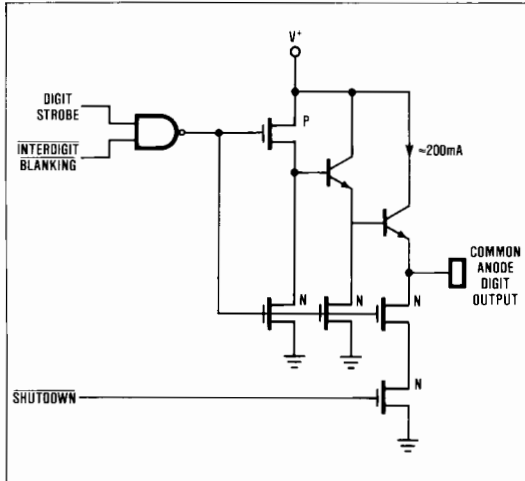 V+
DIGIT
STROBE
INTERDIGIT
BLANKING
P
≈200mA
COMMON
ANODE
DIGIT
OUTPUT
N
N
N
SHUTDOWN
N